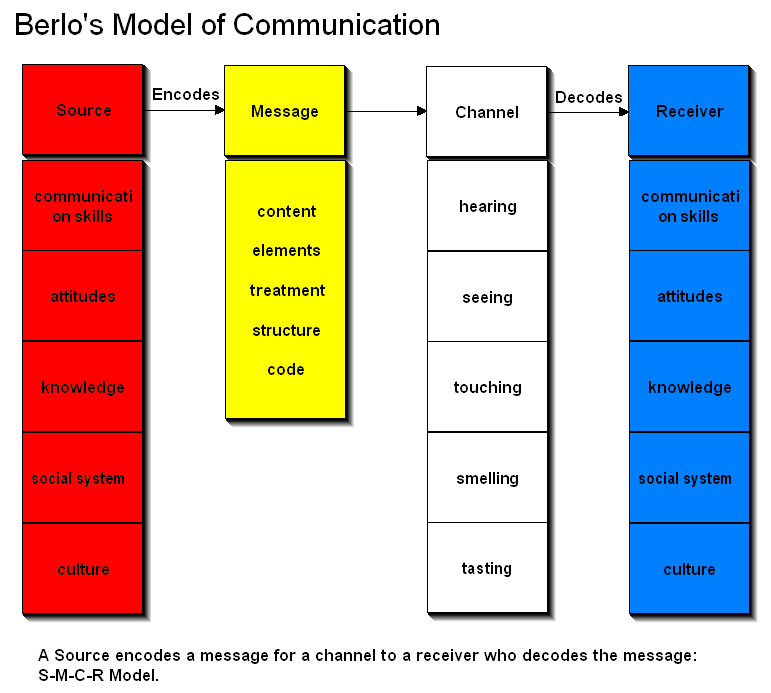 Berlo's Model of Communication
Source
Encodes
Message
Channel
Decodes
Receiver
communicati
on skills
attitudes
knowledge
social system
culture
content
elements
treatment
structure
code
hearing
seeing
touching
smelling
tasting
communicati
on skills
attitudes
knowledge
social system
culture
A Source encodes a message for a channel to a receiver who decodes the message:
S-M-C-R Model.